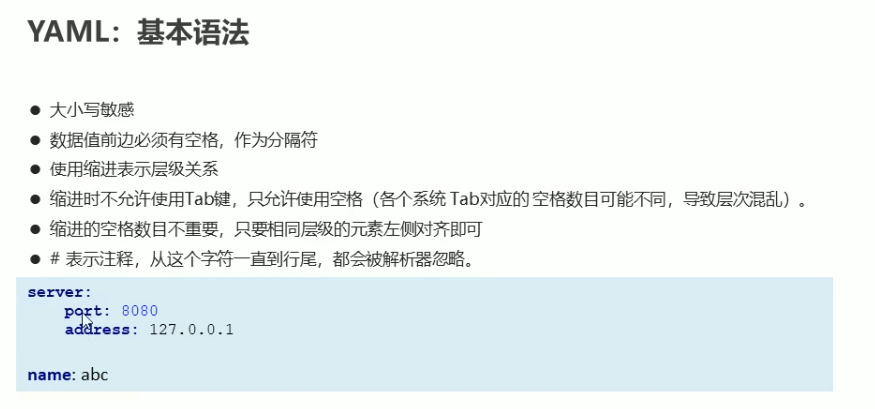 YAML：基本语法
● 大小写敏感
● 数据值前边必须有空格，作为分隔符
● 使用缩进表示层级关系
● 缩进时不允许使用Tab键，只允许使用空格（各个系统 Tab对应的 空格数目可能不同，导致层次混乱）。
● 缩进的空格数目不重要，只要相同层级的元素左侧对齐即可
● # 表示注释，从这个字符一直到行尾，都会被解析器忽略。
server:
    port: 8080
    address: 127.0.0.1
name: abc